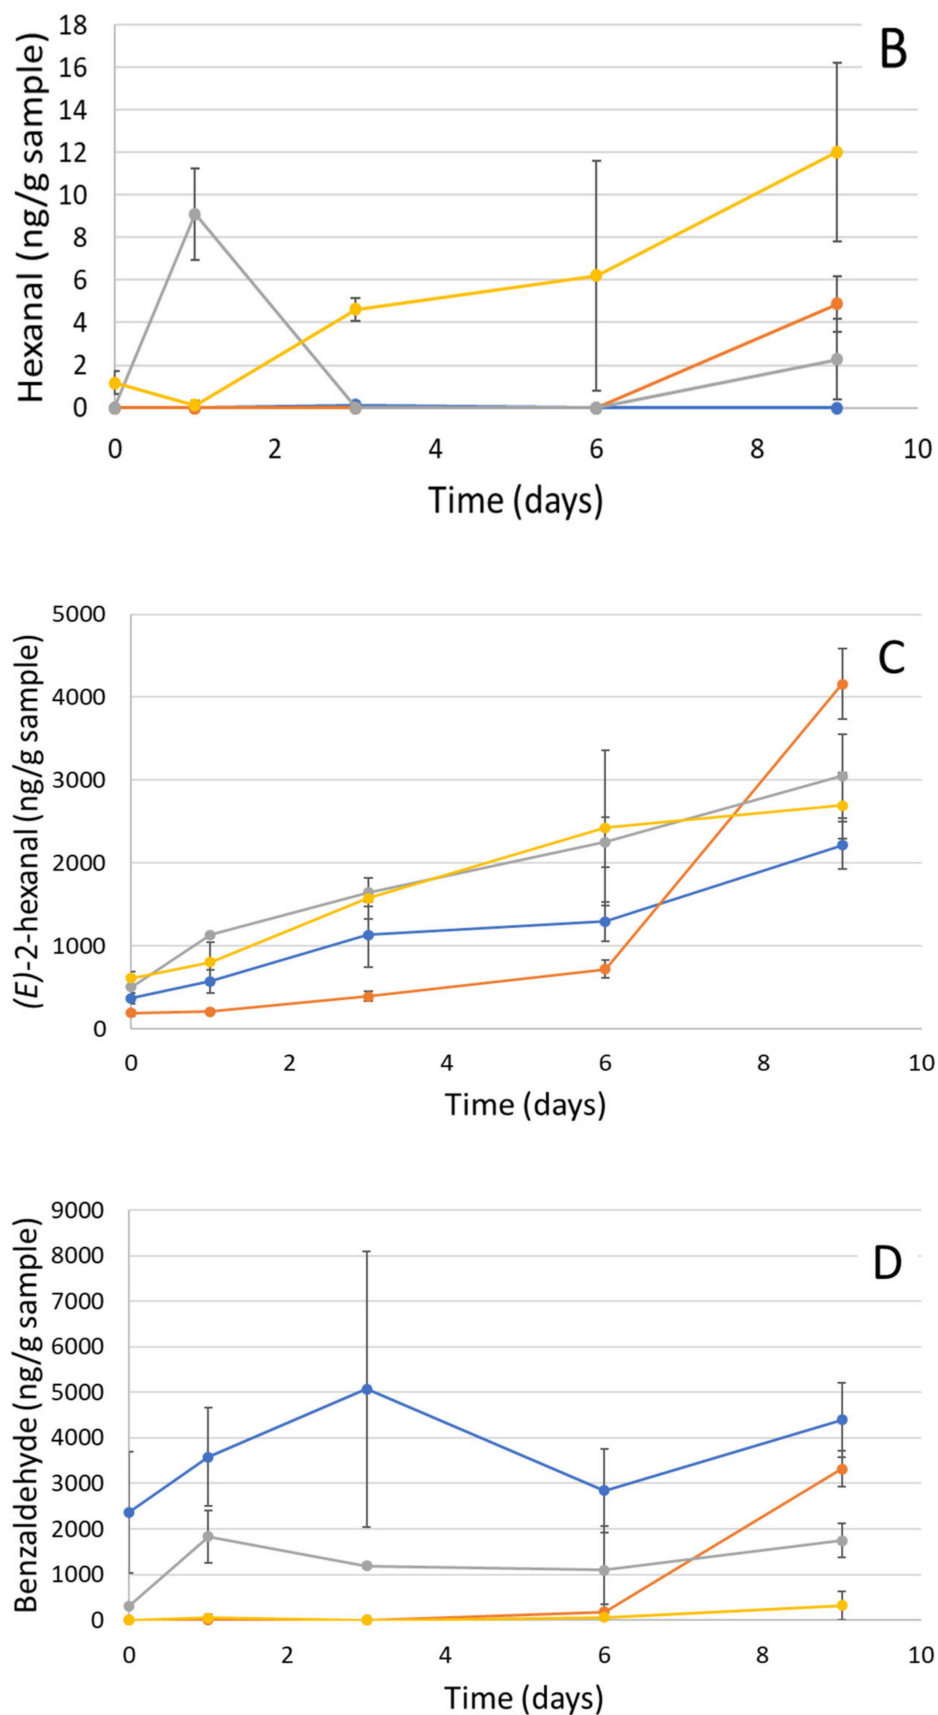 B
Hexanal (ng/g sample)
18
16
14
12
10
8
6
4
2
0
0 2 4 6 8 10
Time (days)
C
(E)-2-hexanal (ng/g sample)
5000
4000
3000
2000
1000
0
0 2 4 6 8 10
Time (days)
D
Benzaldehyde (ng/g sample)
9000
8000
7000
6000
5000
4000
3000
2000
1000
0
0 2 4 6 8 10
Time (days)